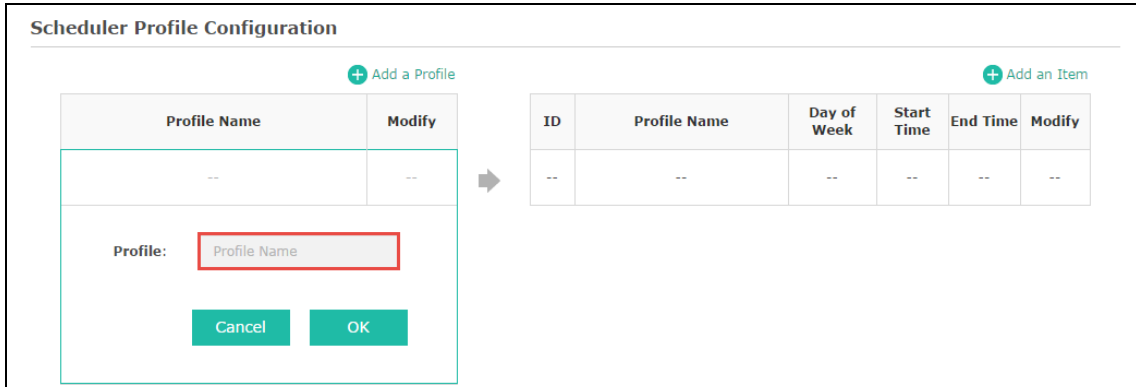 Scheduler Profile Configuration
Add a Profile
Profile Name Modify
-- --
Profile: Profile Name
Cancel OK
Add an Item
ID Profile Name Day of Week Start Time End Time Modify
-- -- -- -- -- --